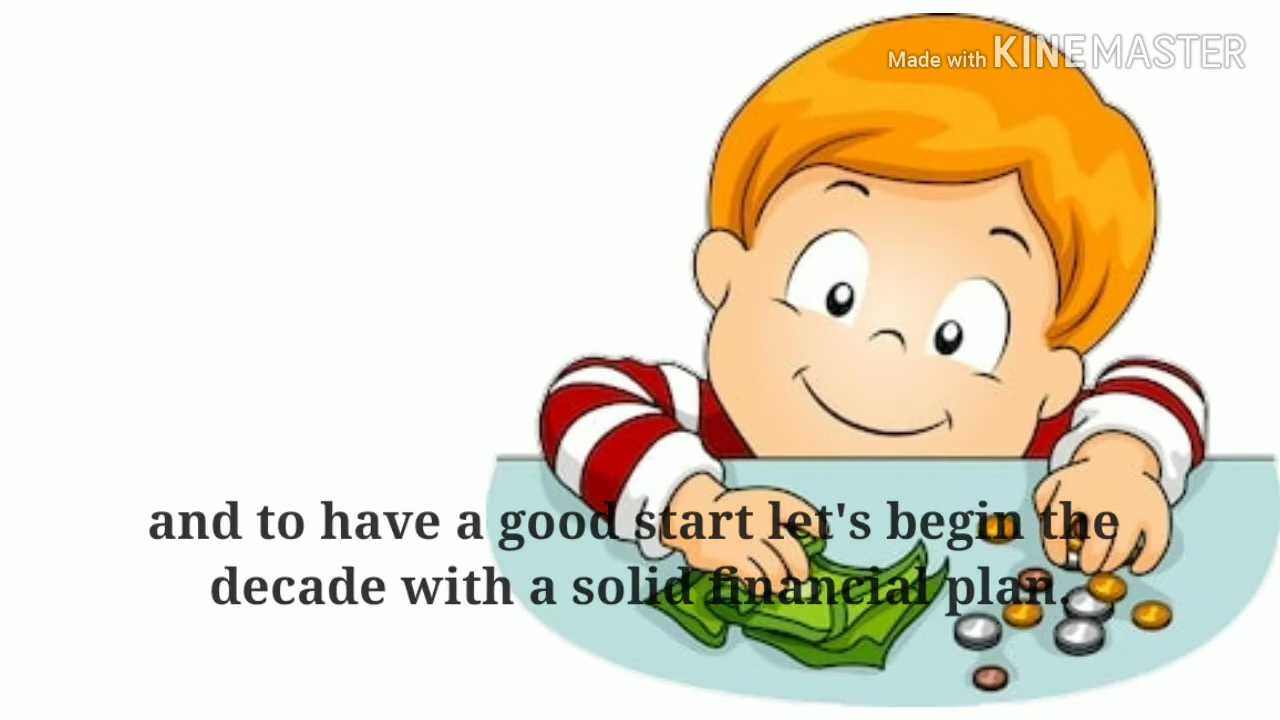 Made with KINEMASTER
and to have a good start let's begin the
decade with a solid financial plan.